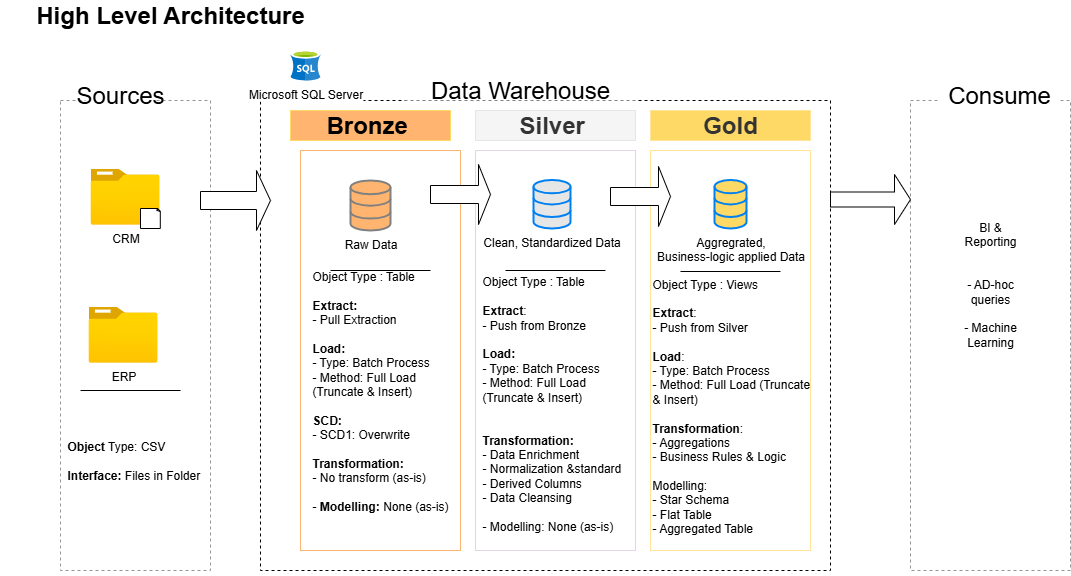 High Level Architecture
Sources
CRM
ERP
Object Type: CSV
Interface: Files in Folder
SQL
Microsoft SQL Server
Data Warehouse
Bronze
Raw Data
Object Type : Table
Extract:
- Pull Extraction
Load:
- Type: Batch Process
- Method: Full Load
(Truncate & Insert)
SCD:
- SCD1: Overwrite
Transformation:
- No transform (as-is)
- Modelling: None (as-is)
Silver
Clean, Standardized Data
Object Type : Table
Extract:
- Push from Bronze
Load:
- Type: Batch Process
- Method: Full Load
(Truncate & Insert)
Transformation:
- Data Enrichment
- Normalization &standard
- Derived Columns
- Data Cleansing
- Modelling: None (as-is)
Gold
Aggregrated,
Business-logic applied Data
Object Type : Views
Extract:
- Push from Silver
Load:
- Type: Batch Process
- Method: Full Load (Truncate
& Insert)
Transformation:
- Aggregations
- Business Rules & Logic
Modelling:
- Star Schema
- Flat Table
- Aggregated Table
Consume
BI &
Reporting
- AD-hoc
queries
- Machine
Learning